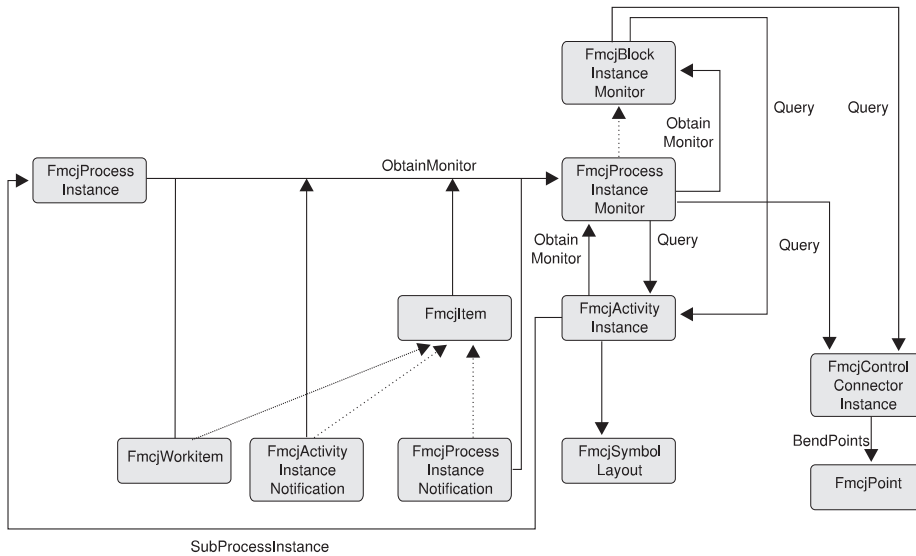 FmcjBlock
Instance
Monitor
Query
Query
Obtain
Monitor
FmcjProcess
Instance
ObtainMonitor
FmcjProcess
Instance
Monitor
Obtain
Monitor
Query
Query
FmcjItem
FmcjActivity
Instance
FmcjControl
Connector
Instance
FmcjWorkitem
FmcjActivity
Instance
Notification
FmcjProcess
Instance
Notification
FmcjSymbol
Layout
BendPoints
FmcjPoint
SubProcessInstance